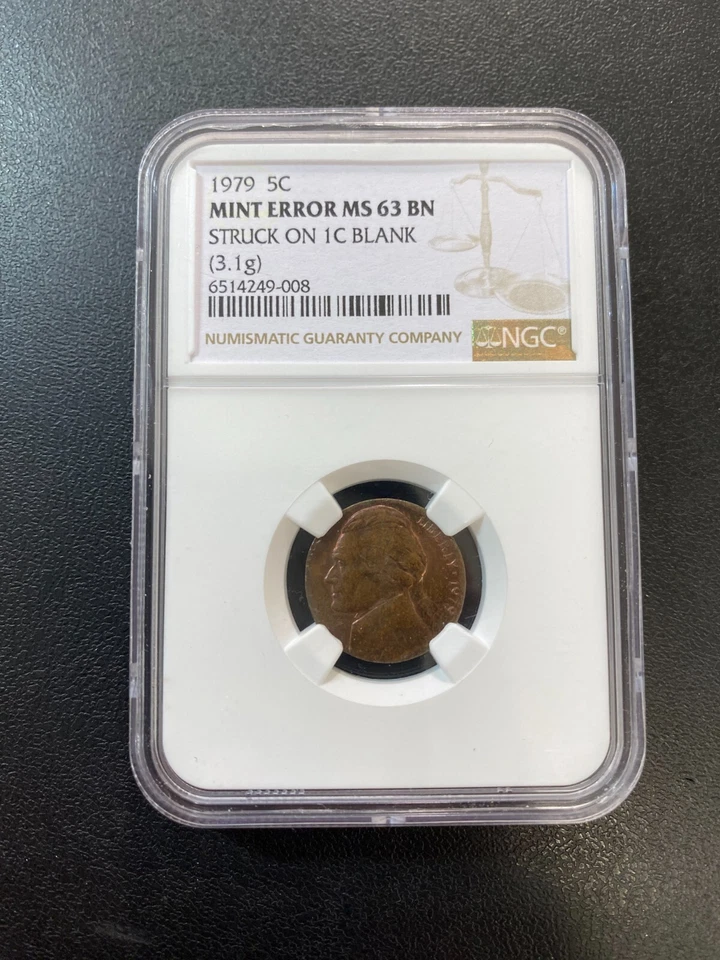 1979 5C
MINT ERROR MS 63 BN
STRUCK ON 1C BLANK
(3.1g)
6514249-008
NUMISMATIC GUARANTY COMPANY
NGC®
LIBERTY · 1979